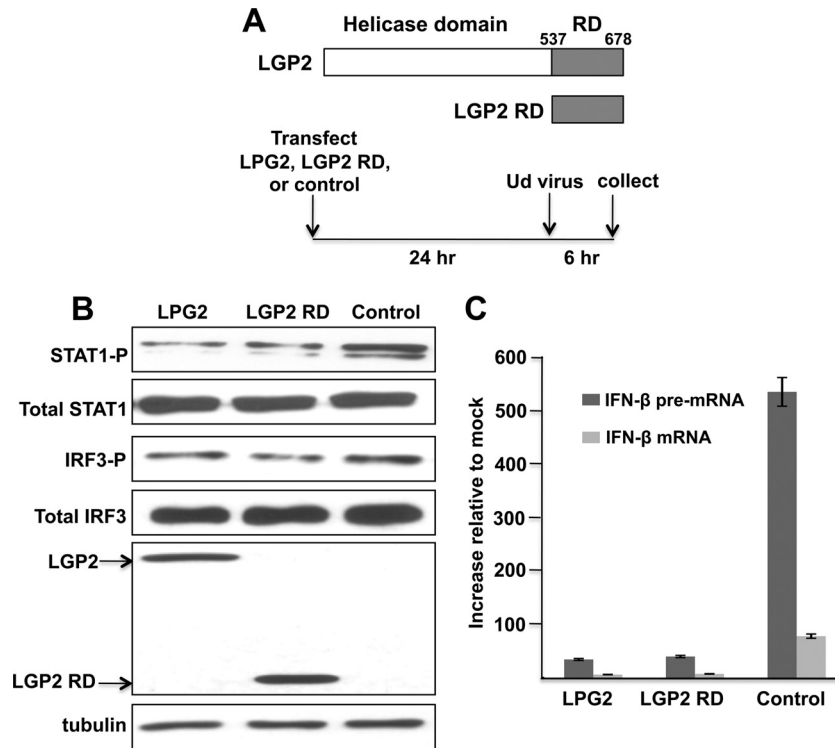 A
Helicase domain
RD
537
678
LGP2
LGP2 RD
Transfect
LPG2, LGP2 RD,
or control
Ud virus
collect
24 hr
6 hr
B
LPG2
LGP2 RD
Control
STAT1-P
Total STAT1
IRF3-P
Total IRF3
LGP2
LGP2 RD
tubulin
C
600
500
400
300
200
100
Increase relative to mock
IFN-β pre-mRNA
IFN-β mRNA
LPG2
LGP2 RD
Control